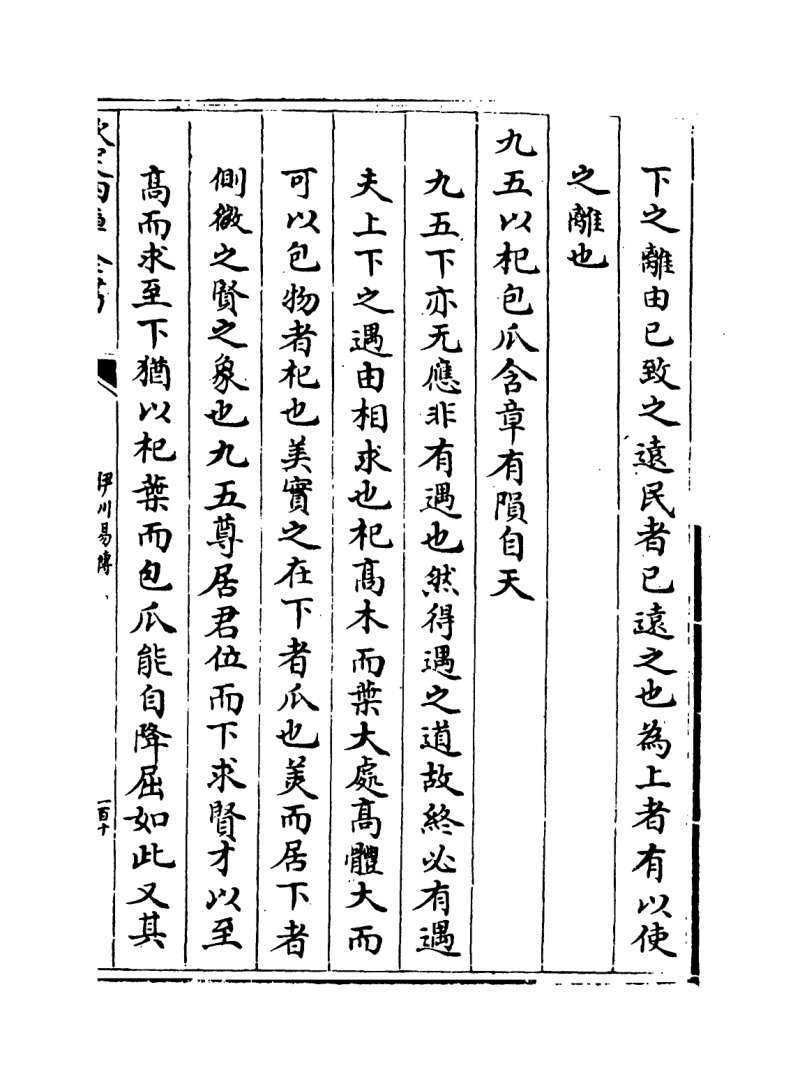 下之離由已致之遠民者已遠之也為上者有以使
之離也
九五以杞包瓜含章有隕自天
九五下亦无應非有遇也然得遇之道故終必有遇
夫上下之遇由相求也杞高木而葉大處高體大而
可以包物者杞也美實之在下者瓜也美而居下者
側微之賢之象也九五尊居君位而下求賢才以至
高而求至下猶以杞葉而包瓜能自降屈如此又其
伊川易傳
一百十